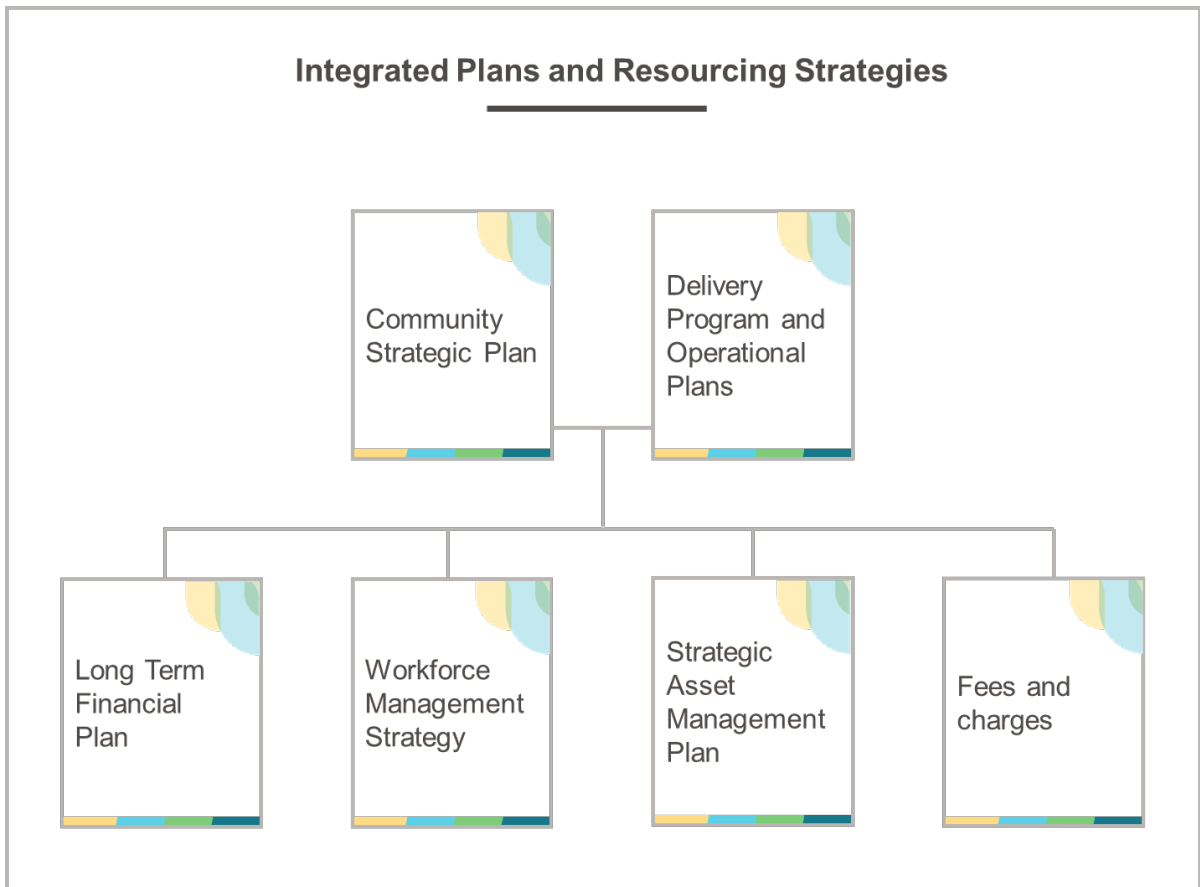 Integrated Plans and Resourcing Strategies
Community
Strategic Plan
Delivery
Program and
Operational
Plans
Long Term
Financial
Plan
Workforce
Management
Strategy
Strategic
Asset
Management
Plan
Fees and
charges